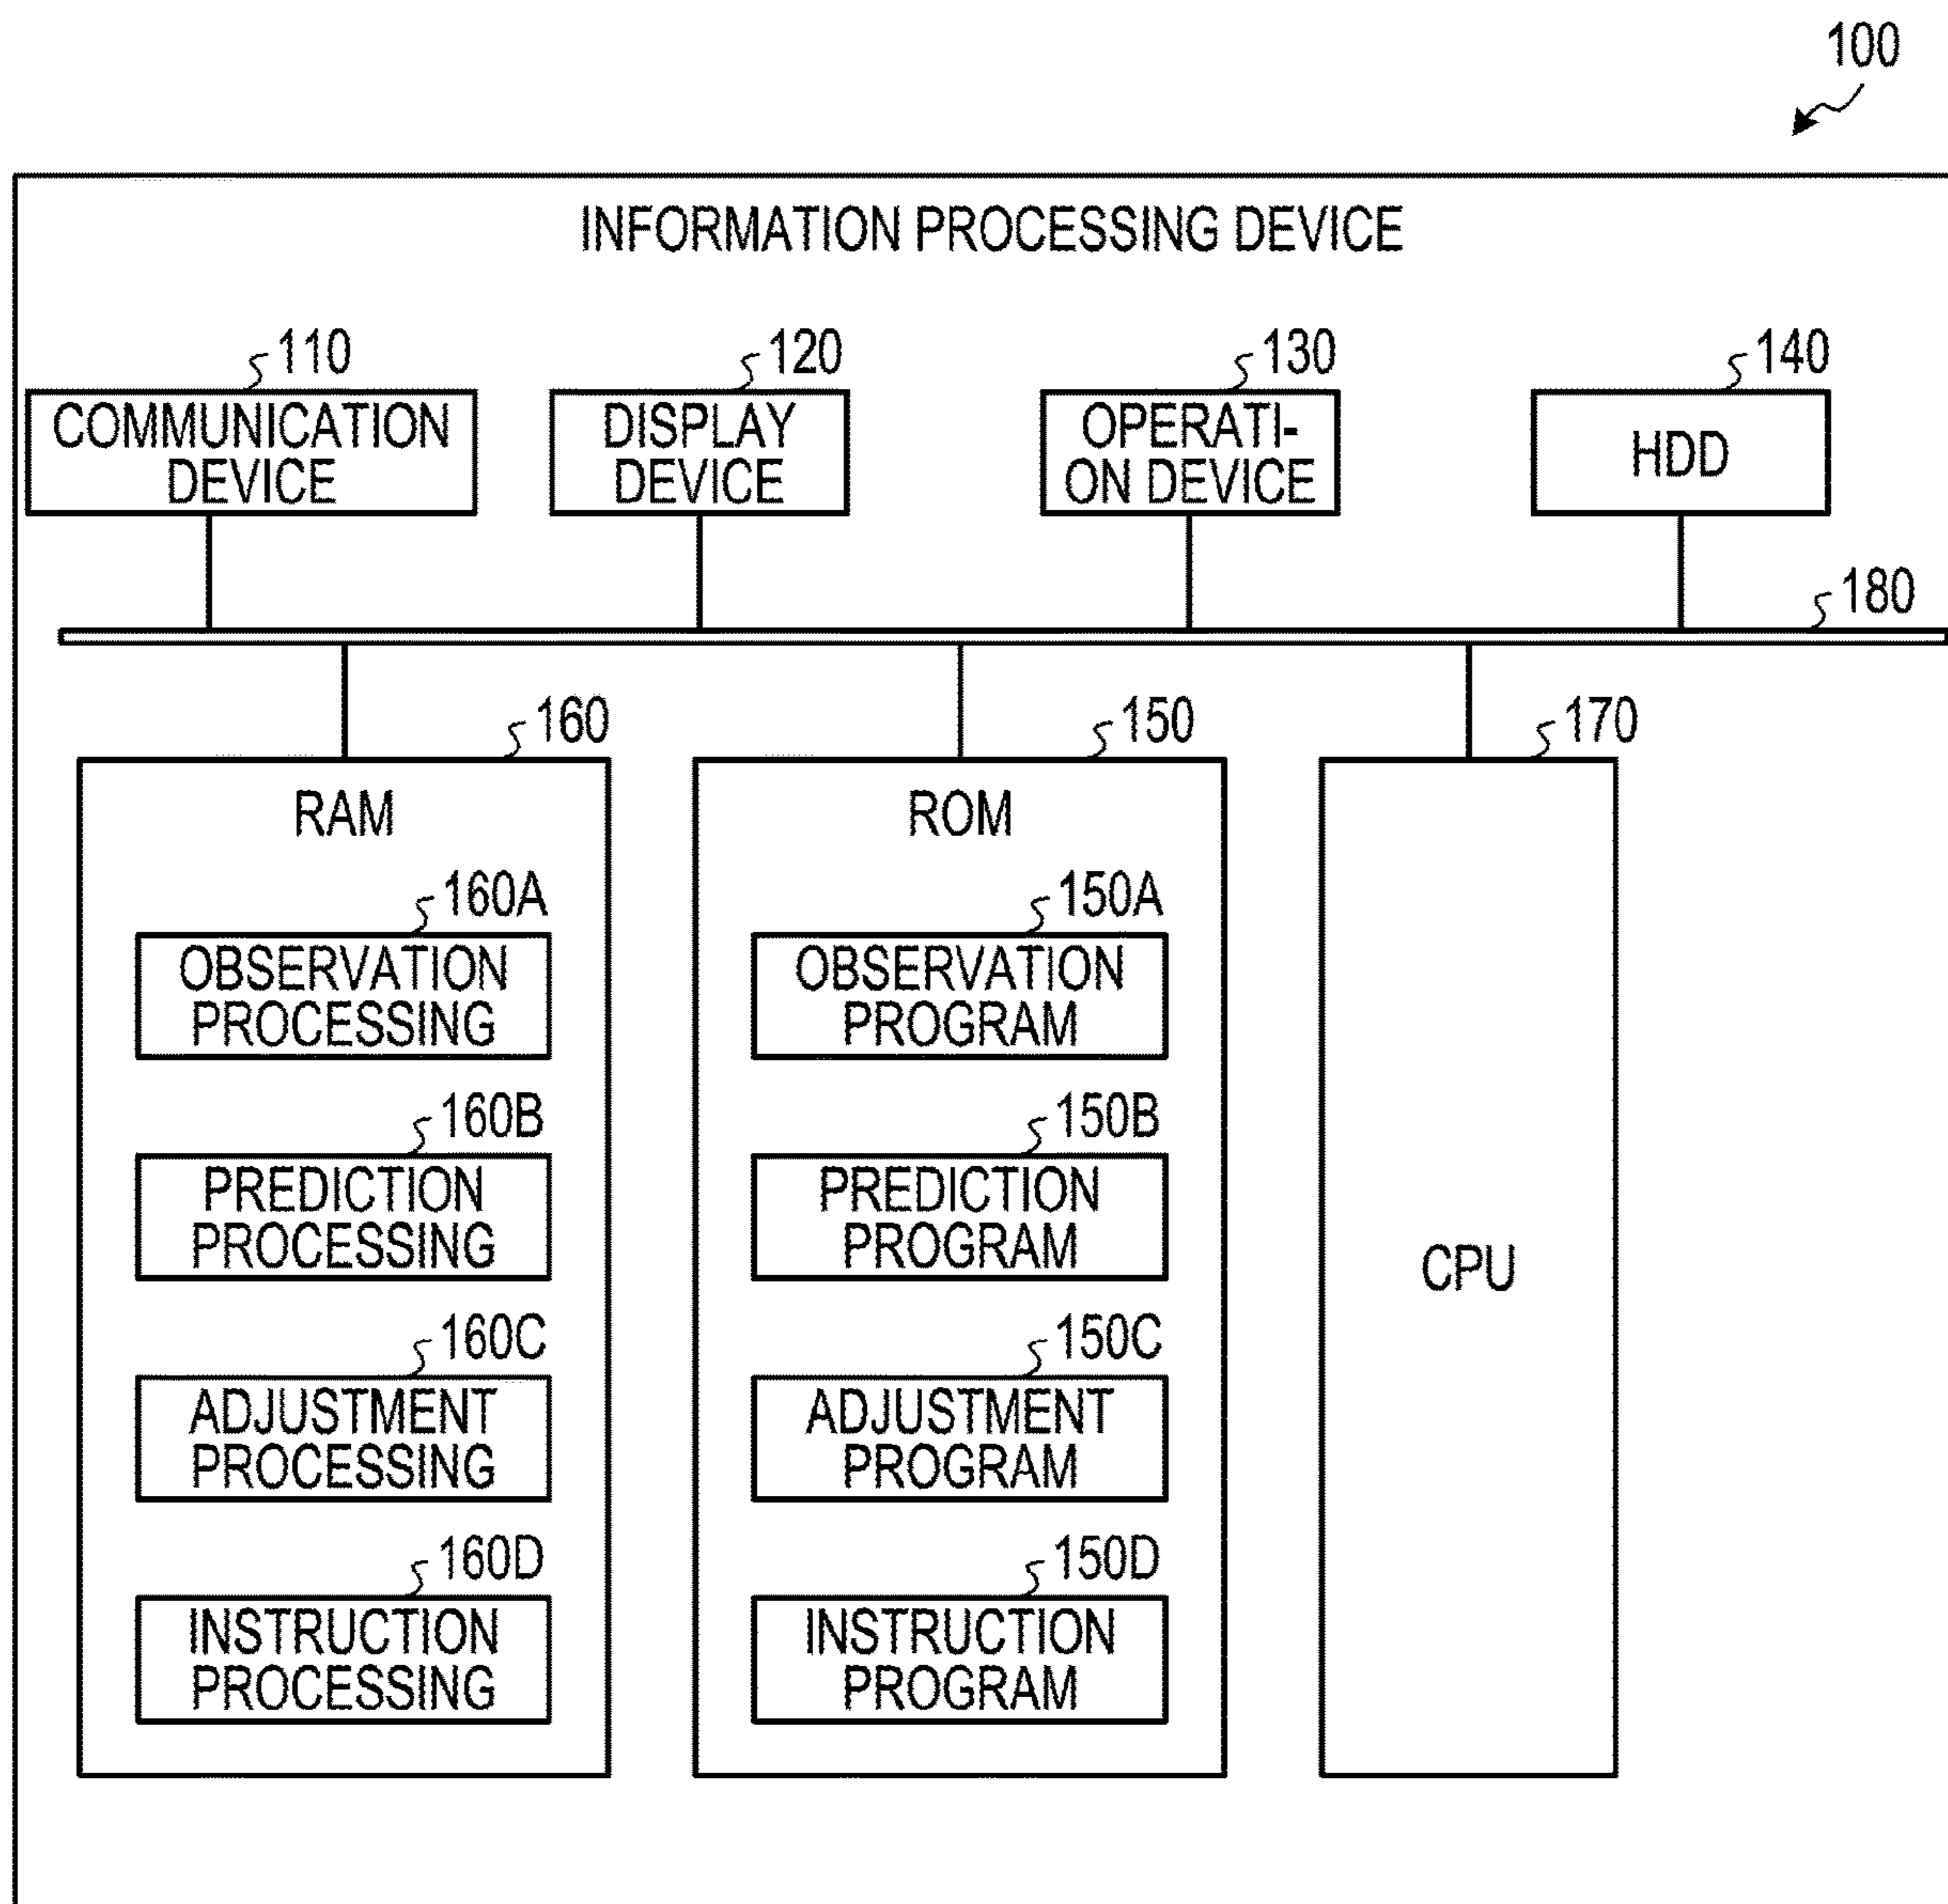 100
INFORMATION PROCESSING DEVICE
110
COMMUNICATION
DEVICE
120
DISPLAY
DEVICE
130
OPERATI-
ON DEVICE
140
HDD
180
160
RAM
160A
OBSERVATION
PROCESSING
160B
PREDICTION
PROCESSING
160C
ADJUSTMENT
PROCESSING
160D
INSTRUCTION
PROCESSING
150
ROM
150A
OBSERVATION
PROGRAM
150B
PREDICTION
PROGRAM
150C
ADJUSTMENT
PROGRAM
150D
INSTRUCTION
PROGRAM
170
CPU